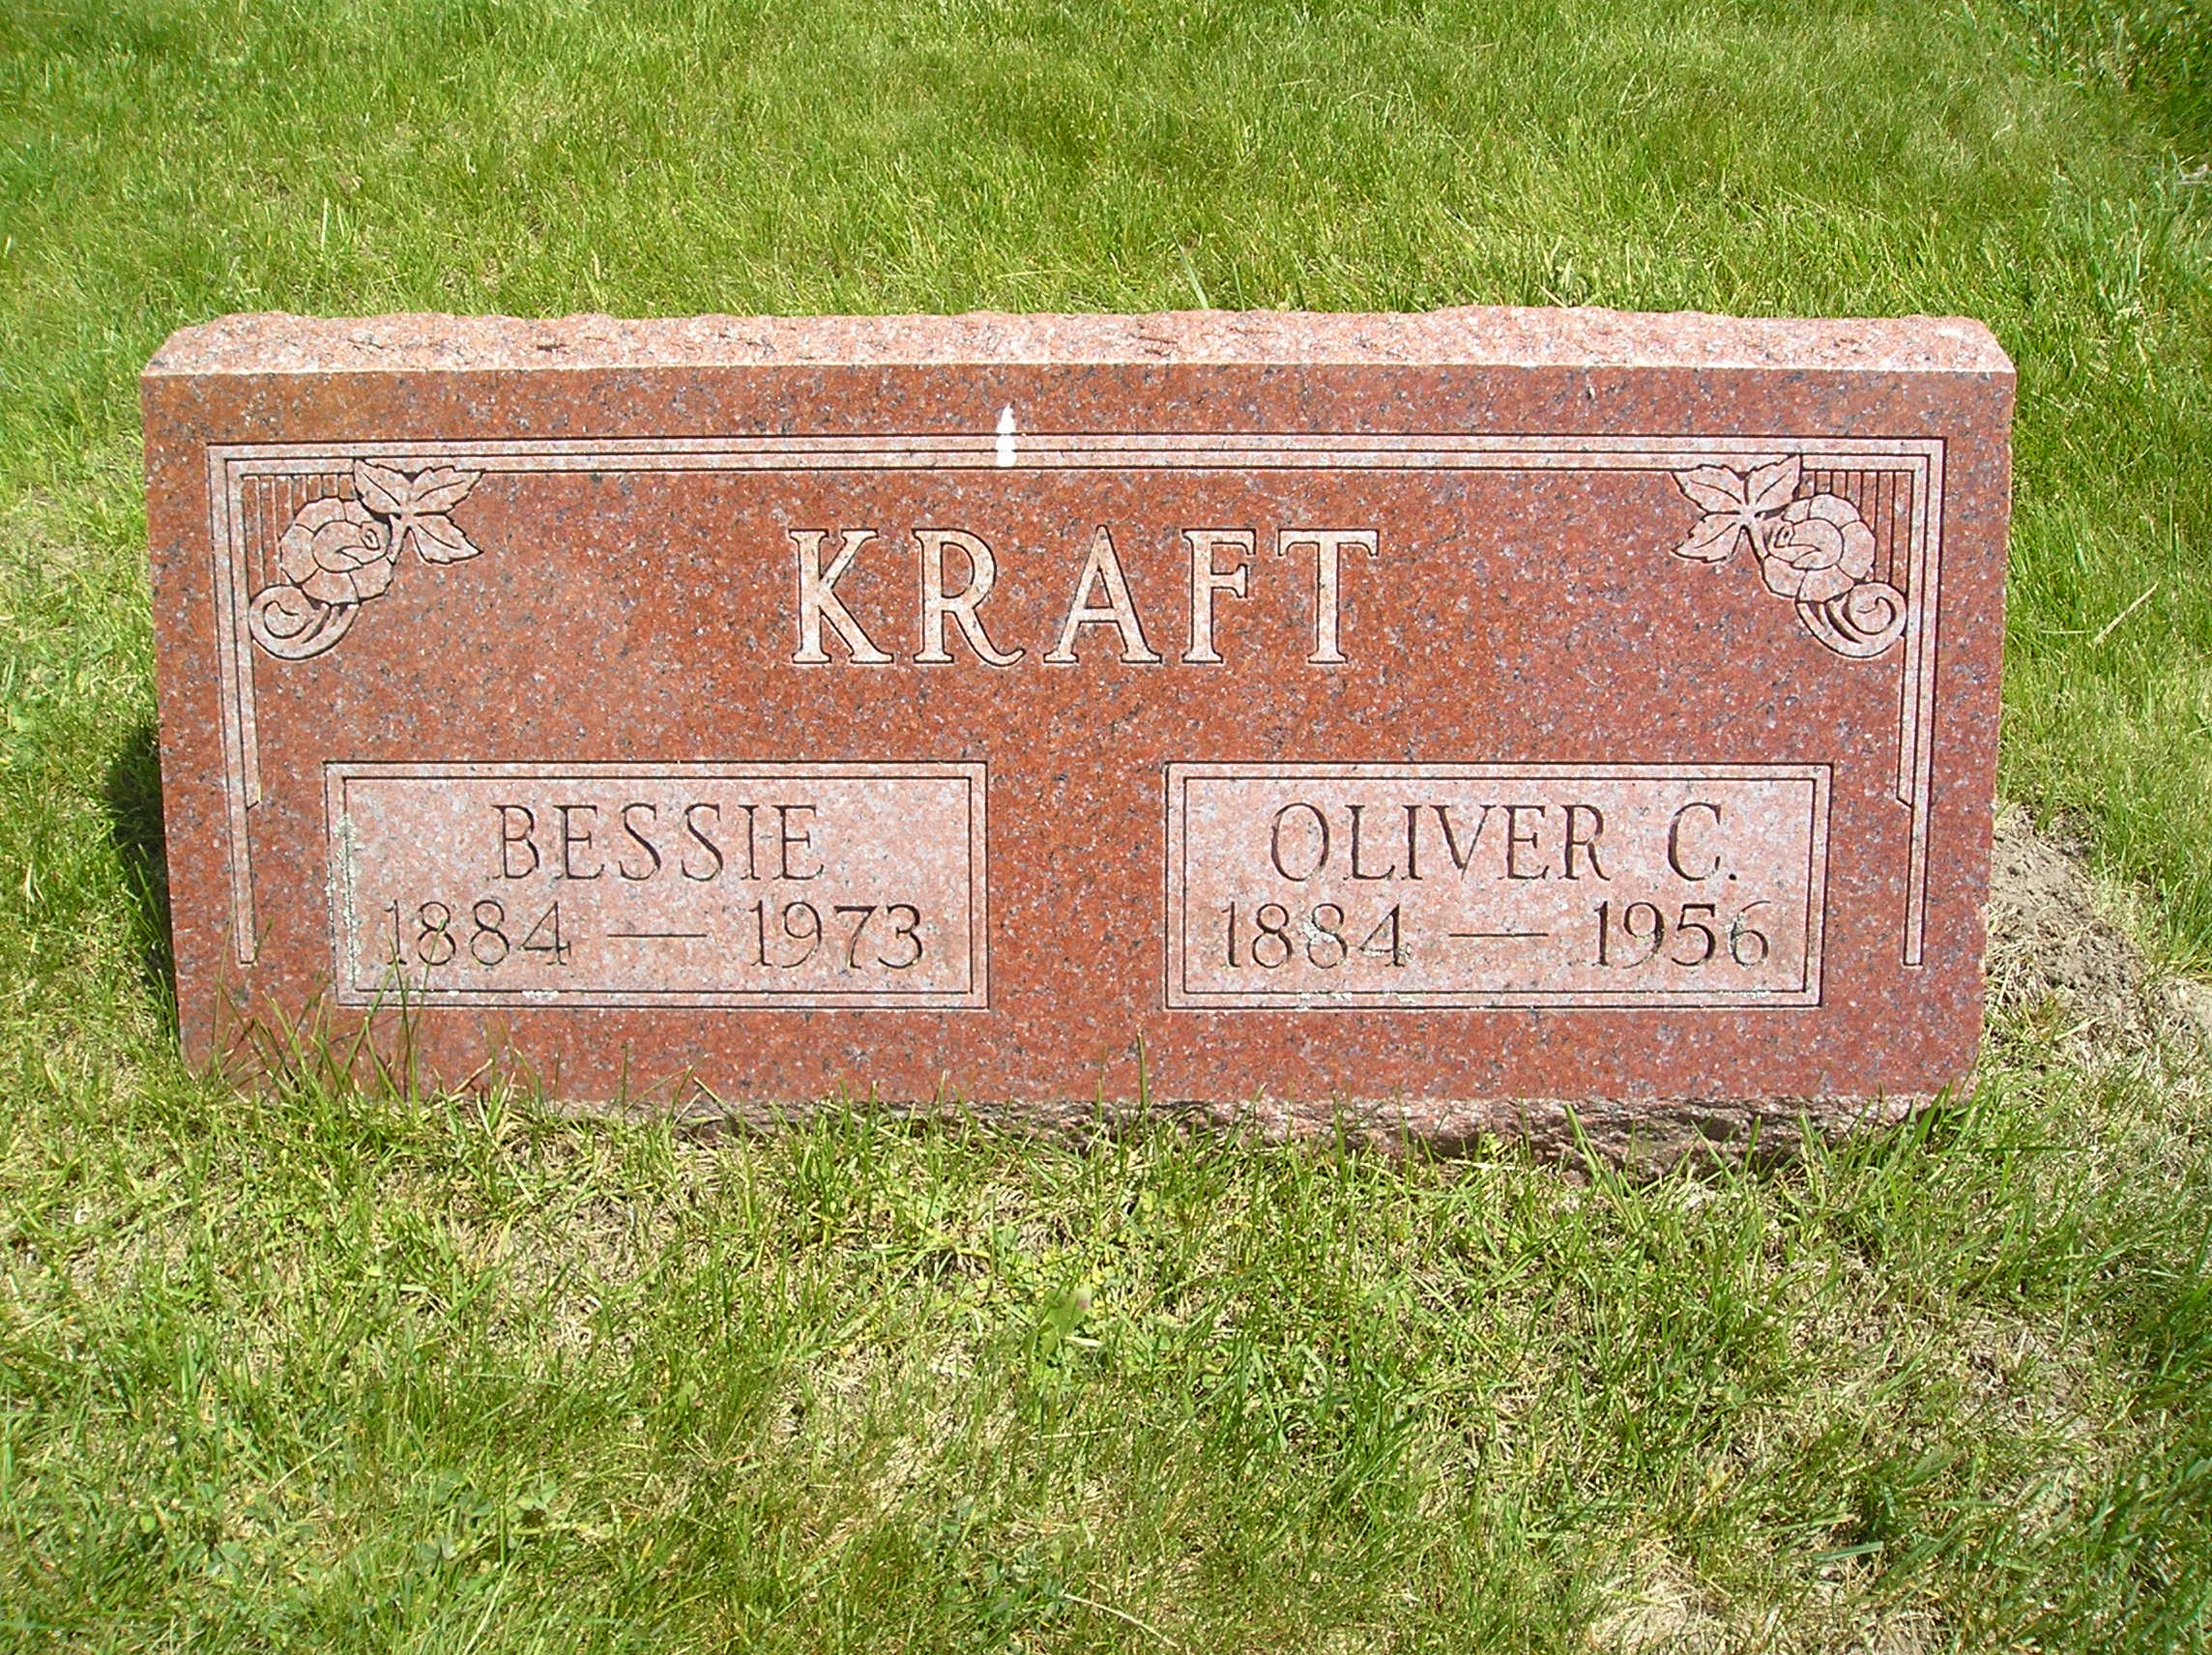 KRAFT
BESSIE
1884 — 1973
OLIVER C.
1884 — 1956